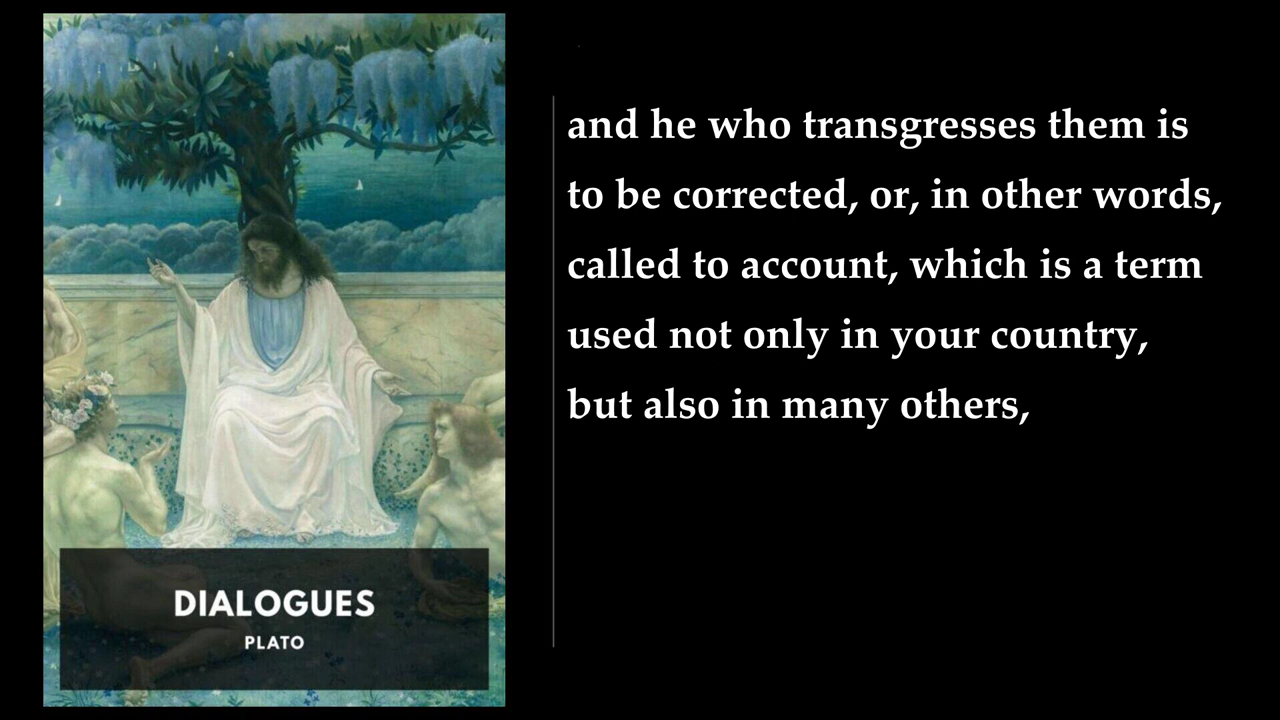 and he who transgresses them is
to be corrected, or, in other words,
called to account, which is a term
used not only in your country,
but also in many others,
DIALOGUES
PLATO